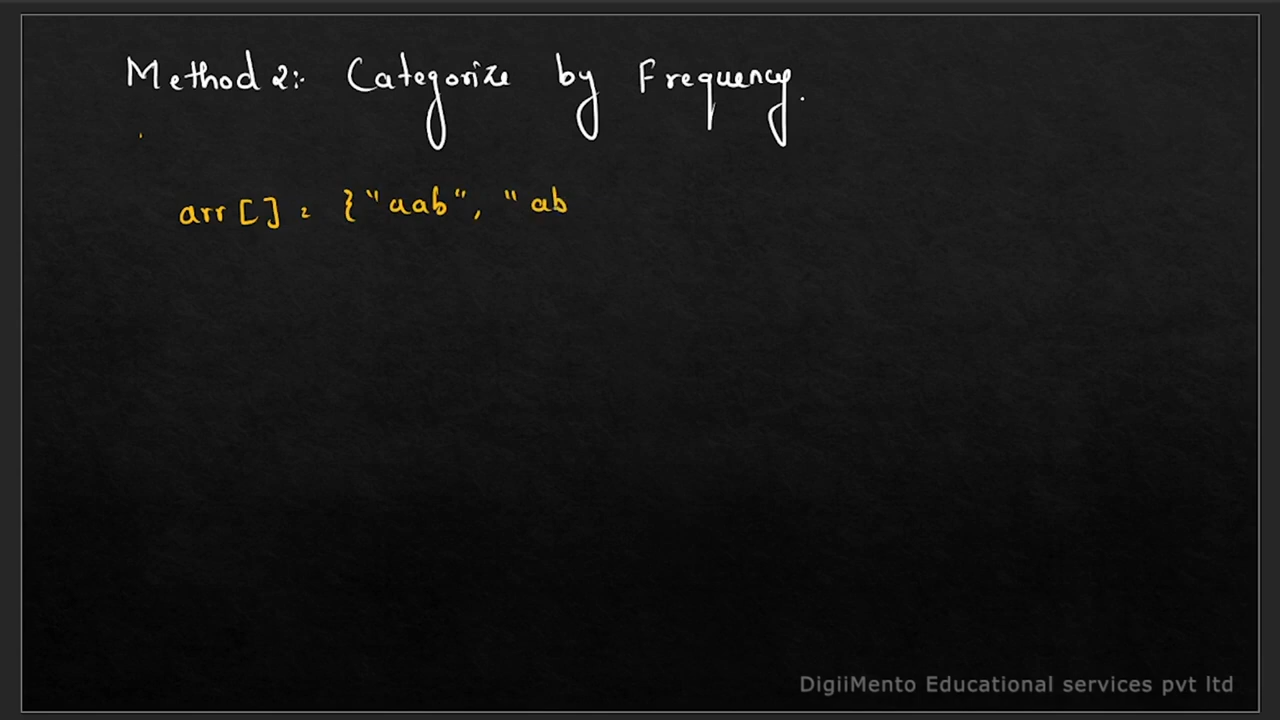 Method 2:- Categorize by Frequency.
arr[] = {"aab", "ab
DigiiMento Educational services pvt ltd